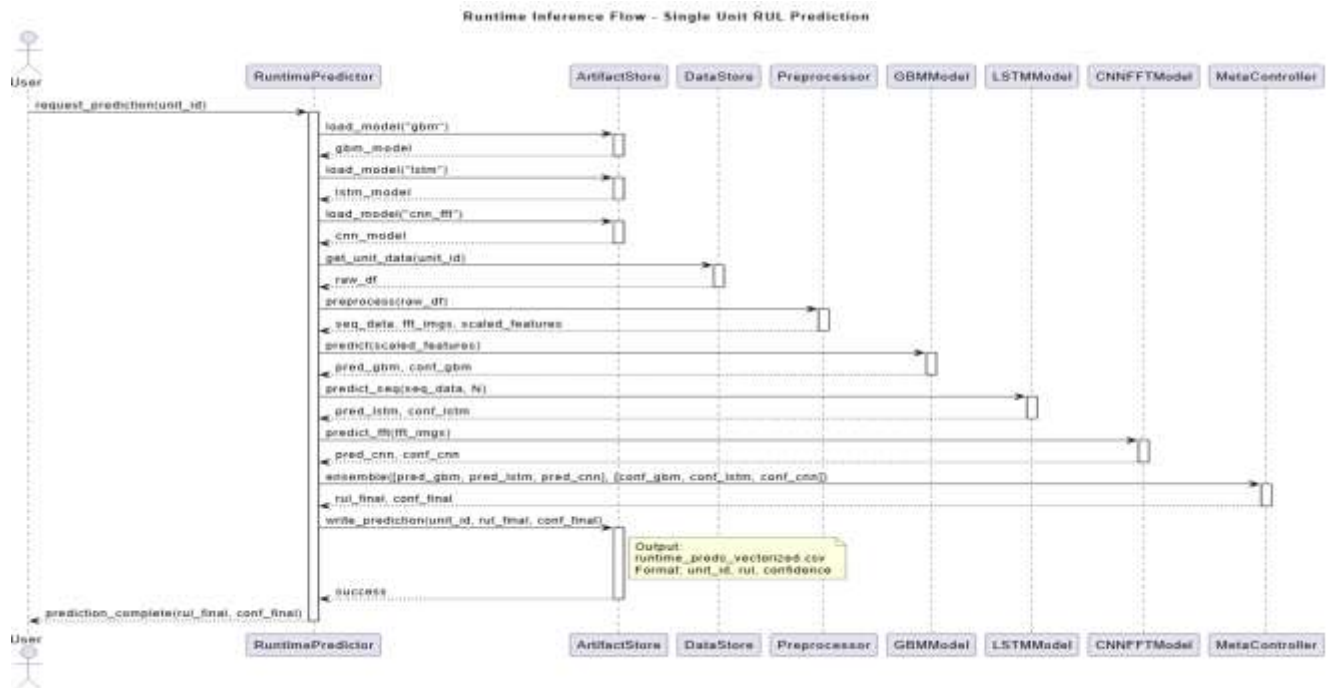 Runtime Inference Flow - Single Unit RUL Prediction
User
RuntimePredictor
ArtifactStore
DataStore
Preprocessor
GBMModel
LSTMModel
CNNFFTModel
MetaController
request_prediction(unit_id)
load_model("gbm")
gbm_model
load_model("lstm")
lstm_model
load_model("cnn_fft")
cnn_model
get_unit_data(unit_id)
raw_df
preprocess(raw_df)
seq_data, fft_imgs, scaled_features
predict(scaled_features)
pred_gbm, conf_gbm
predict_seq(seq_data, N)
pred_lstm, conf_lstm
predict_fft(fft_imgs)
pred_cnn, conf_cnn
ensemble([pred_gbm, pred_lstm, pred_cnn], [conf_gbm, conf_lstm, conf_cnn])
rul_final, conf_final
write_prediction(unit_id, rul_final, conf_final)
Output:
runtime_preds_vectorized.csv
Format: unit_id, rul, confidence
success
prediction_complete(rul_final, conf_final)
User
RuntimePredictor
ArtifactStore
DataStore
Preprocessor
GBMModel
LSTMModel
CNNFFTModel
MetaController